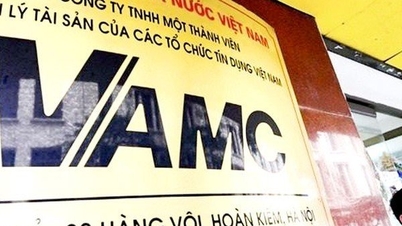 NƯỚC VIỆT NAM
CÔNG TY TNHH MỘT THÀNH VIÊN
LÝ TÀI SẢN CỦA CÁC TỔ CHỨC TÍN DỤNG VIỆT NAM
VAMC
HÀNG VÔI, HOÀN KIẾM, HÀ NỘI